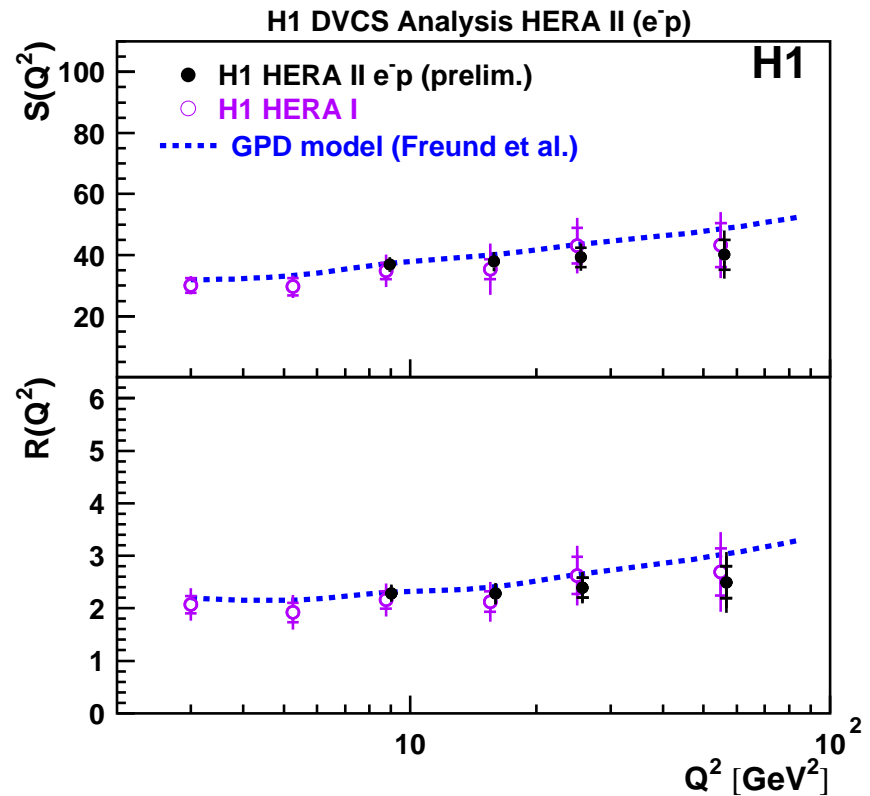 H1 DVCS Analysis HERA II (e⁻p)
S(Q²)
100
80
60
40
20
H1
H1 HERA II e⁻p (prelim.)
H1 HERA I
GPD model (Freund et al.)
R(Q²)
6
5
4
3
2
1
0
10
10²
Q² [GeV²]